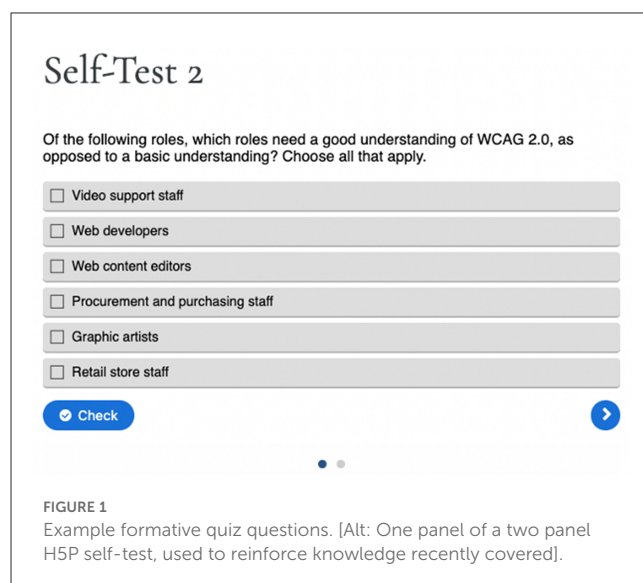 Self-Test 2
Of the following roles, which roles need a good understanding of WCAG 2.0, as
opposed to a basic understanding? Choose all that apply.
Video support staff
Web developers
Web content editors
Procurement and purchasing staff
Graphic artists
Retail store staff
Check
FIGURE 1
Example formative quiz questions. [Alt: One panel of a two panel
H5P self-test, used to reinforce knowledge recently covered].